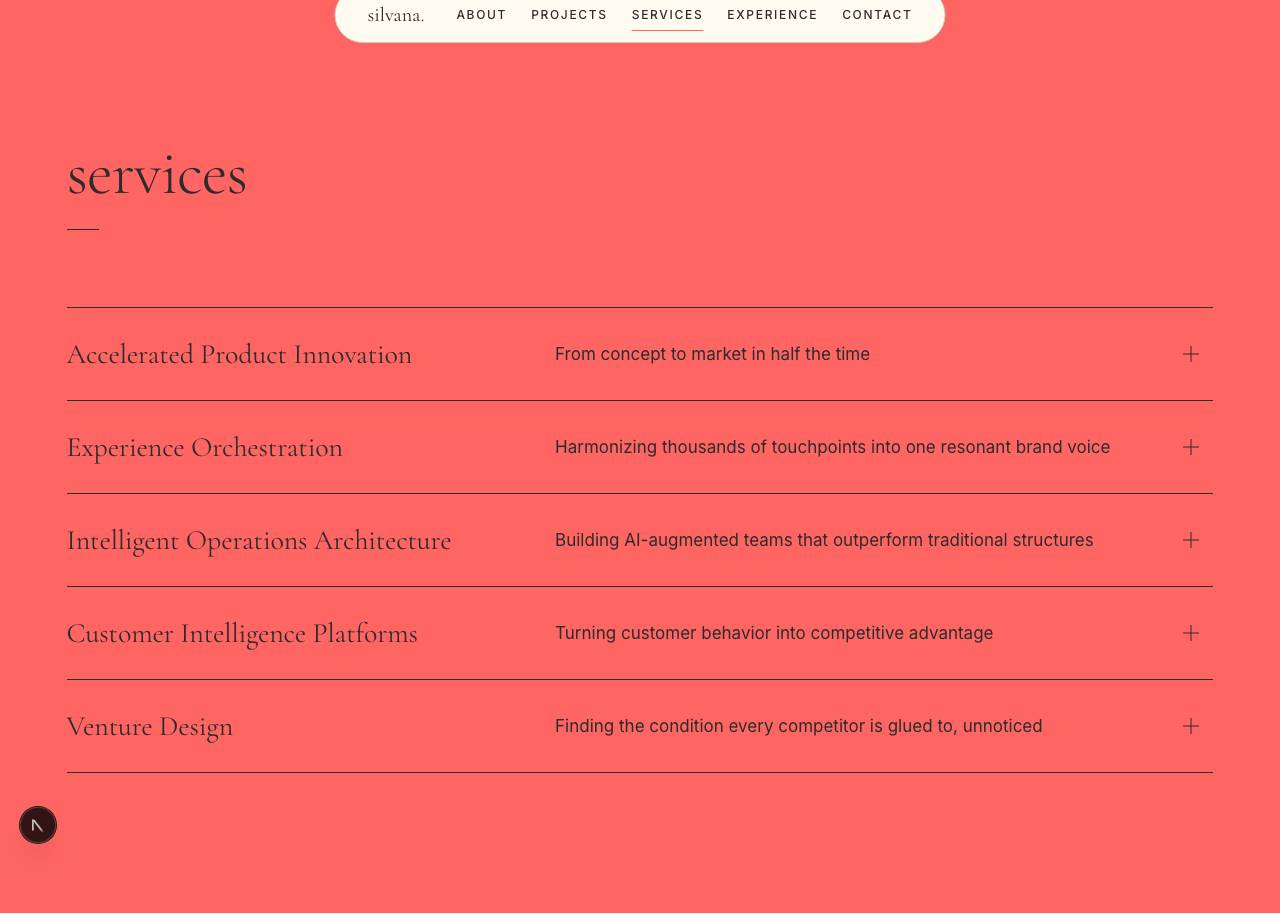 silvana. ABOUT PROJECTS SERVICES EXPERIENCE CONTACT
services
Accelerated Product Innovation From concept to market in half the time
Experience Orchestration Harmonizing thousands of touchpoints into one resonant brand voice
Intelligent Operations Architecture Building AI-augmented teams that outperform traditional structures
Customer Intelligence Platforms Turning customer behavior into competitive advantage
Venture Design Finding the condition every competitor is glued to, unnoticed